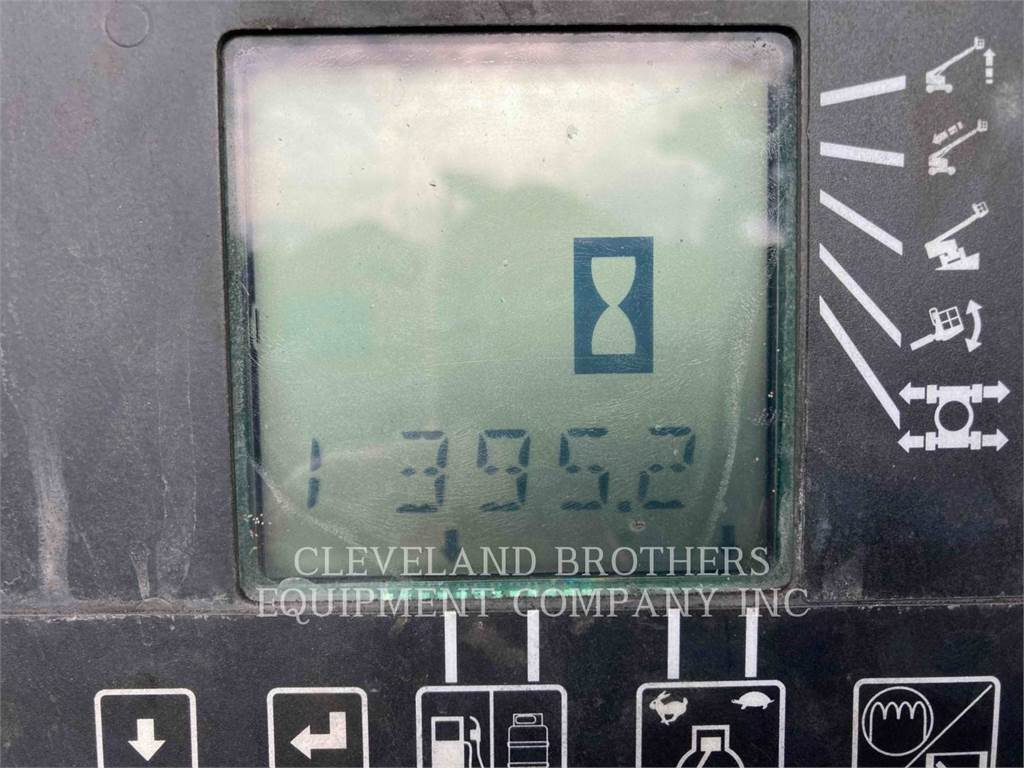 1395.2
CLEVELAND BROTHERS
EQUIPMENT COMPANY INC